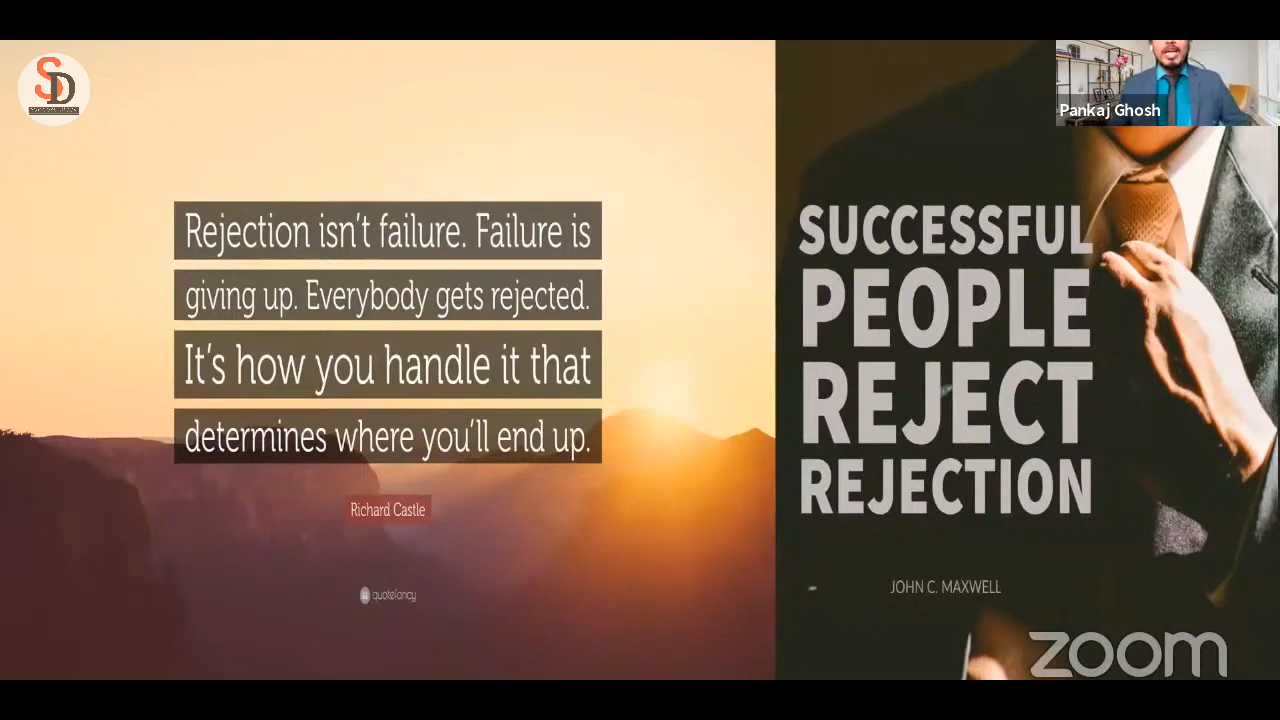 SD
Rejection isn't failure. Failure is
giving up. Everybody gets rejected.
It's how you handle it that
determines where you'll end up.
Richard Castle
quotefancy
Pankaj Ghosh
SUCCESSFUL
PEOPLE
REJECT
REJECTION
JOHN C. MAXWELL
zoom